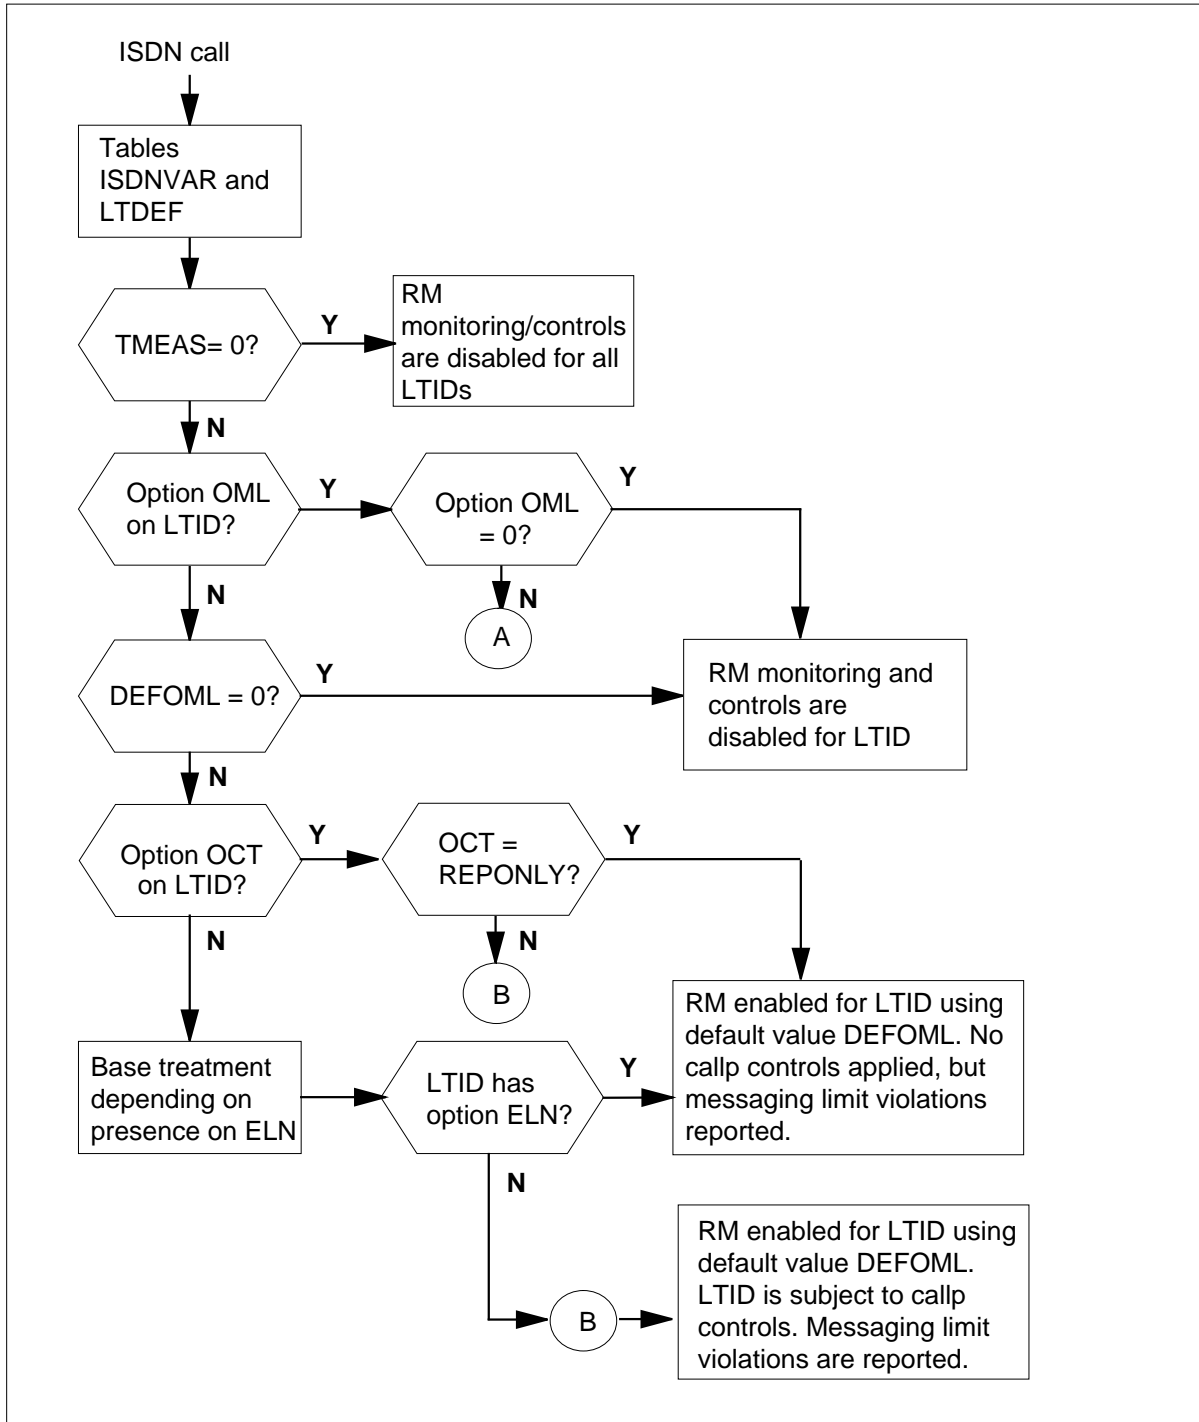 ISDN call
Tables
ISDNVAR and
LTDEF
TMEAS= 0?
Y
RM
monitoring/controls
are disabled for all
LTIDs
N
Option OML
on LTID?
Y
Option OML
= 0?
Y
N
N
A
DEFOML = 0?
Y
RM monitoring and
controls are
disabled for LTID
N
Option OCT
on LTID?
Y
OCT =
REPONLY?
Y
N
N
B
RM enabled for LTID using
default value DEFOML. No
callp controls applied, but
messaging limit violations
reported.
Base treatment
depending on
presence on ELN
LTID has
option ELN?
Y
N
B
RM enabled for LTID using
default value DEFOML.
LTID is subject to callp
controls. Messaging limit
violations are reported.